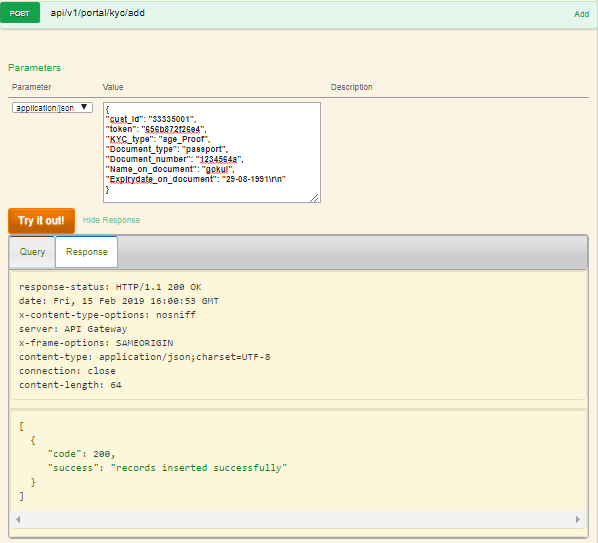 POST api/v1/portal/kyc/add Add
Parameters
Parameter Value Description
application/json
{
"cust_id": "33335001",
"token": "656b872f26e4",
"KYC_type": "age_Proof",
"Document_type": "passport",
"Document_number": "1234564a",
"Name_on_document": "gokul",
"Expirydate_on_document": "29-08-1991\r\n"
}
Try it out! Hide Response
Query Response
response-status: HTTP/1.1 200 OK
date: Fri, 15 Feb 2019 16:00:53 GMT
x-content-type-options: nosniff
server: API Gateway
x-frame-options: SAMEORIGIN
content-type: application/json;charset=UTF-8
connection: close
content-length: 64
[
{
"code": 200,
"success": "records inserted successfully"
}
]